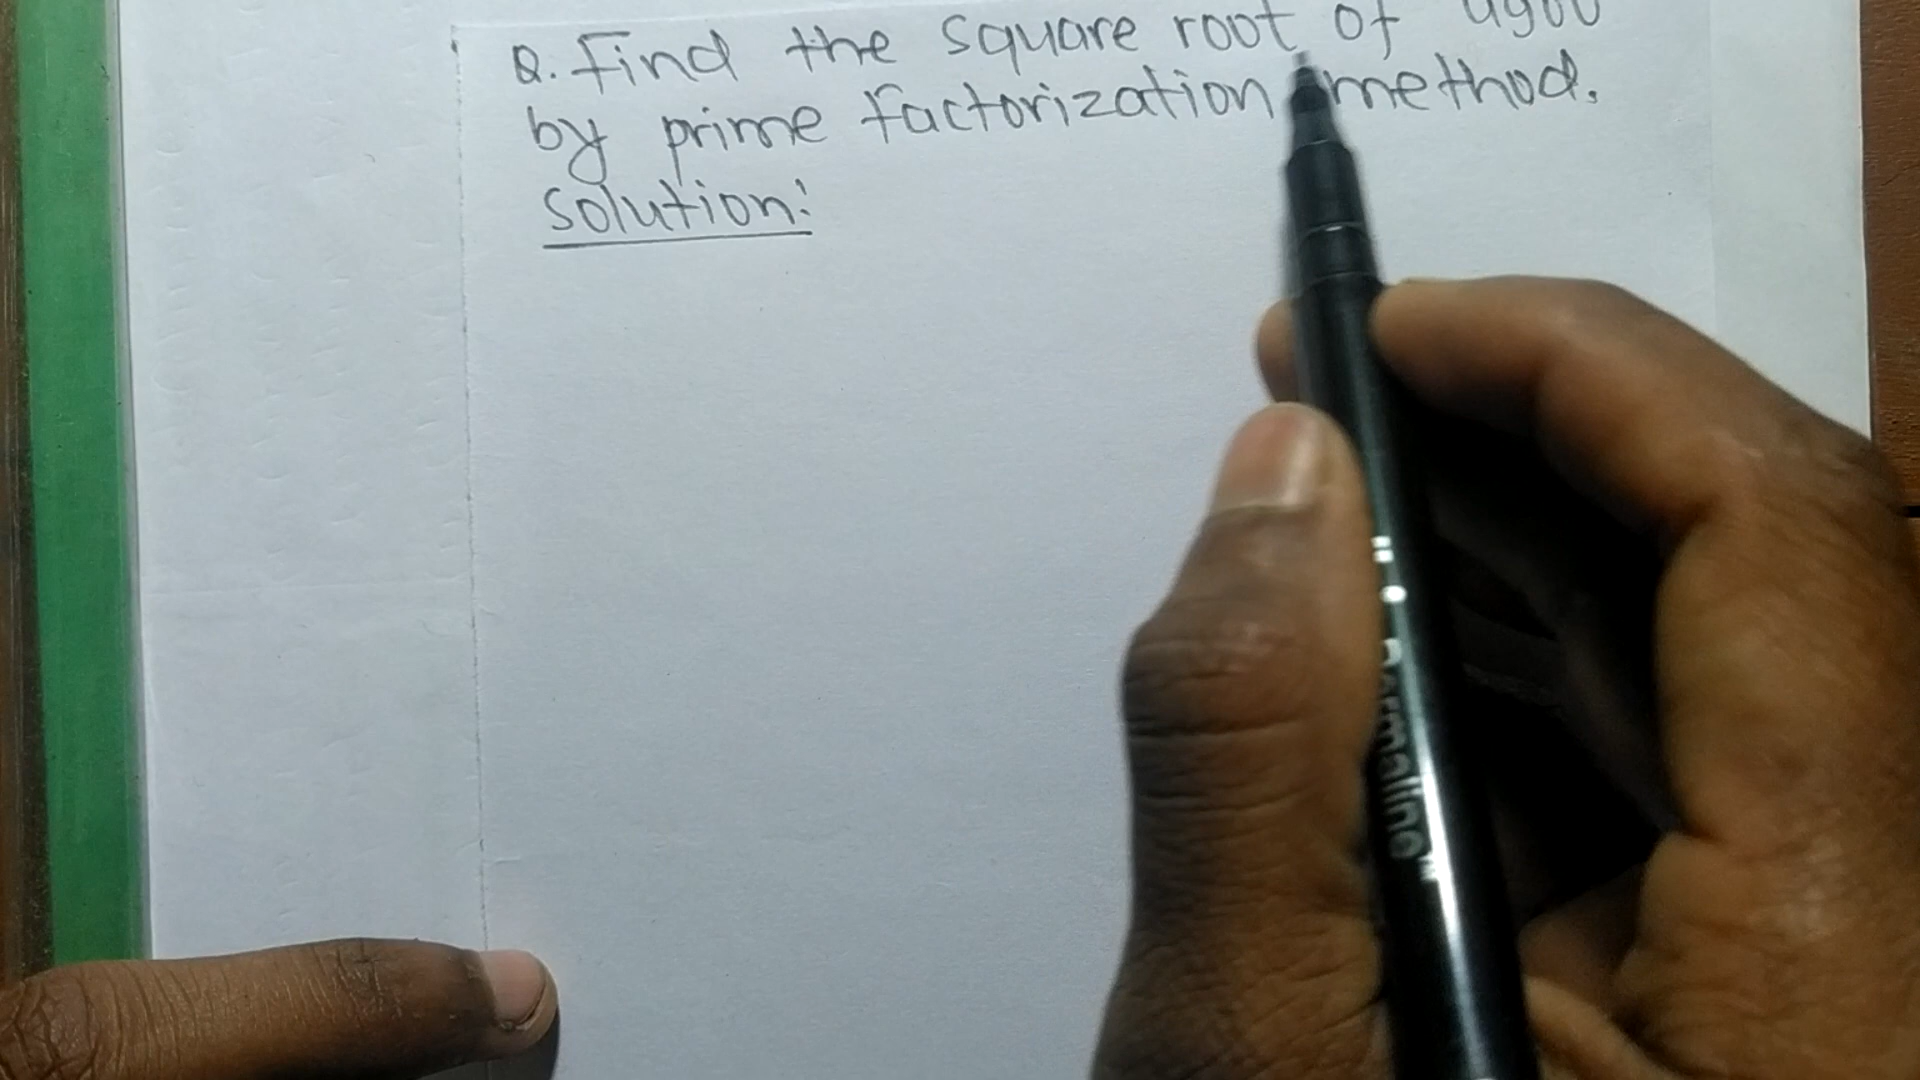 Q. Find the square root of
by prime factorization method.
Solution: